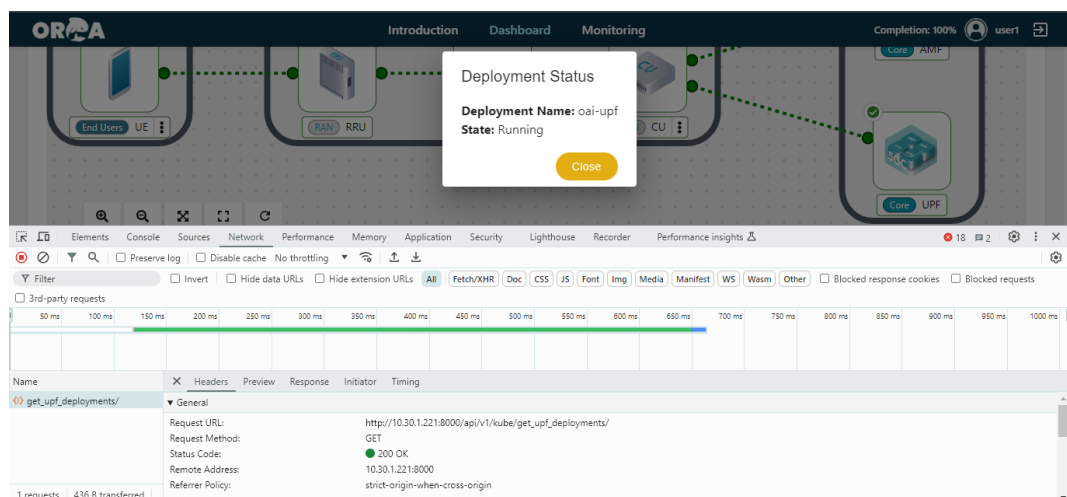 ORCA Introduction Dashboard Monitoring Completion: 100% user1
Core AMF
Deployment Status
Deployment Name: oai-upf
State: Running
Close
End Users UE
RAN RRU
CU
CU
5GC
Core UPF
Elements Console Sources Network Performance Memory Application Security Lighthouse Recorder Performance insights 18 2
Preserve log Disable cache No throttling
Filter Invert Hide data URLs Hide extension URLs All Fetch/XHR Doc CSS JS Font Img Media Manifest WS Wasm Other Blocked response cookies Blocked requests
3rd-party requests
50 ms 100 ms 150 ms 200 ms 250 ms 300 ms 350 ms 400 ms 450 ms 500 ms 550 ms 600 ms 650 ms 700 ms 750 ms 800 ms 850 ms 900 ms 950 ms 1000 ms
Name Headers Preview Response Initiator Timing
get_upf_deployments/ General
Request URL: http://10.30.1.221:8000/api/v1/kube/get_upf_deployments/
Request Method: GET
Status Code: 200 OK
Remote Address: 10.30.1.221:8000
Referrer Policy: strict-origin-when-cross-origin
1 requests 436 B transferred